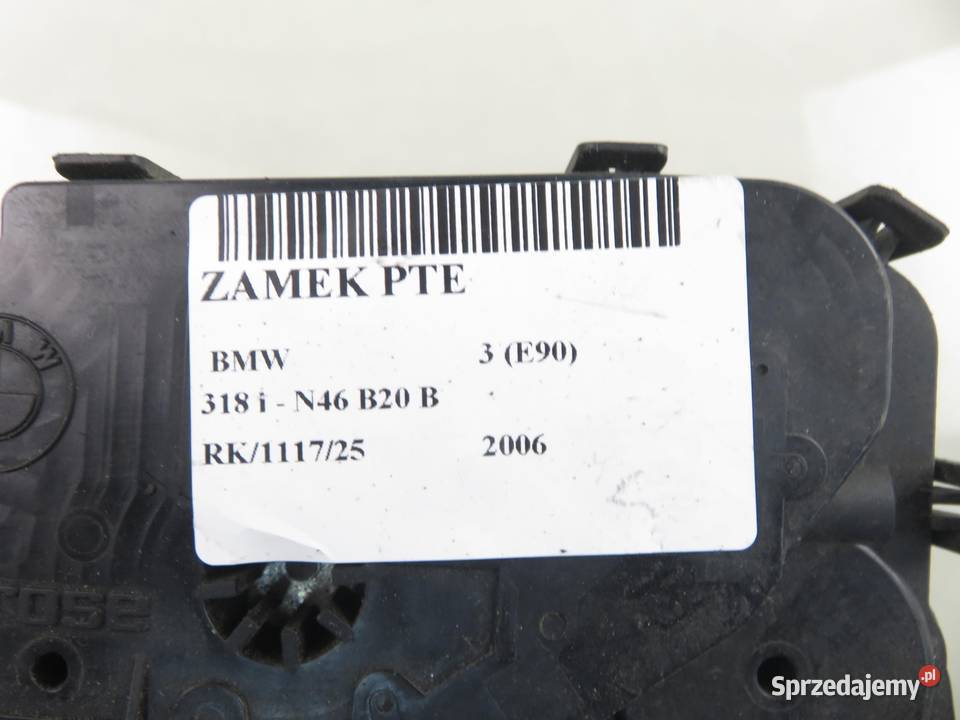 ZAMEK PTE
BMW 3 (E90)
318 i - N46 B20 B
RK/1117/25 2006
Sprzedajemy.pl